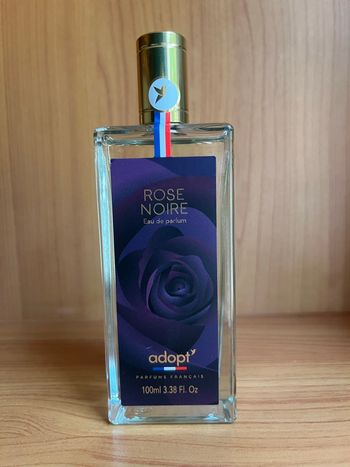 ROSE
NOIRE
Eau de parfum
adopt'
PARFUMS FRANÇAIS
100ml 3.38 Fl. Oz